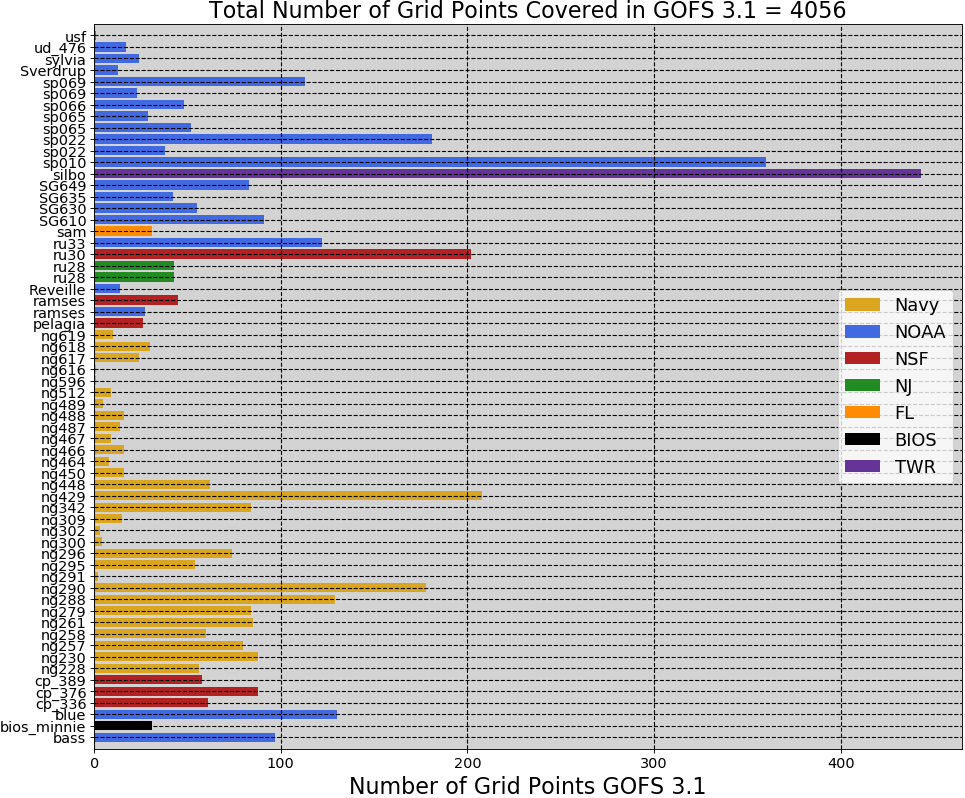 Total Number of Grid Points Covered in GOFS 3.1 = 4056
usf
ud_476
sylvia
Sverdrup
sp069
sp069
sp066
sp065
sp065
sp022
sp022
sp010
silbo
SG649
SG635
SG630
SG610
sam
ru33
ru30
ru28
ru28
Reveille
ramses
ramses
pelagia
ng619
ng618
ng617
ng616
ng596
ng512
ng489
ng488
ng487
ng467
ng466
ng464
ng450
ng448
ng429
ng342
ng309
ng302
ng300
ng296
ng295
ng291
ng290
ng288
ng279
ng261
ng258
ng257
ng230
ng228
cp_389
cp_376
cp_336
blue
bios_minnie
bass
Navy
NOAA
NSF
NJ
FL
BIOS
TWR
0 100 200 300 400
Number of Grid Points GOFS 3.1